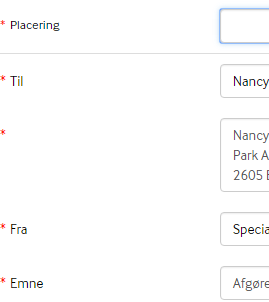 * Placering
* Til Nancy
* Nancy
Park A
2605
* Fra Specia
* Emne Afgøre